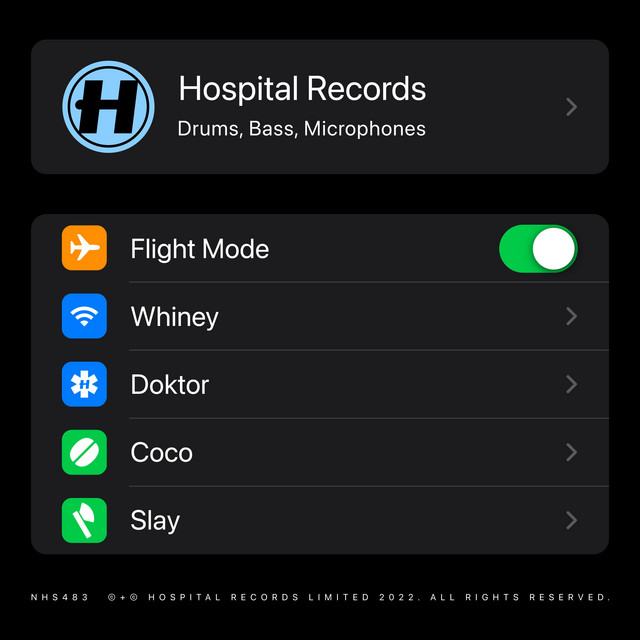 H
Hospital Records
Drums, Bass, Microphones
Flight Mode
Whiney
H
Doktor
Coco
Slay
NHS483 ©+℗ HOSPITAL RECORDS LIMITED 2022. ALL RIGHTS RESERVED.